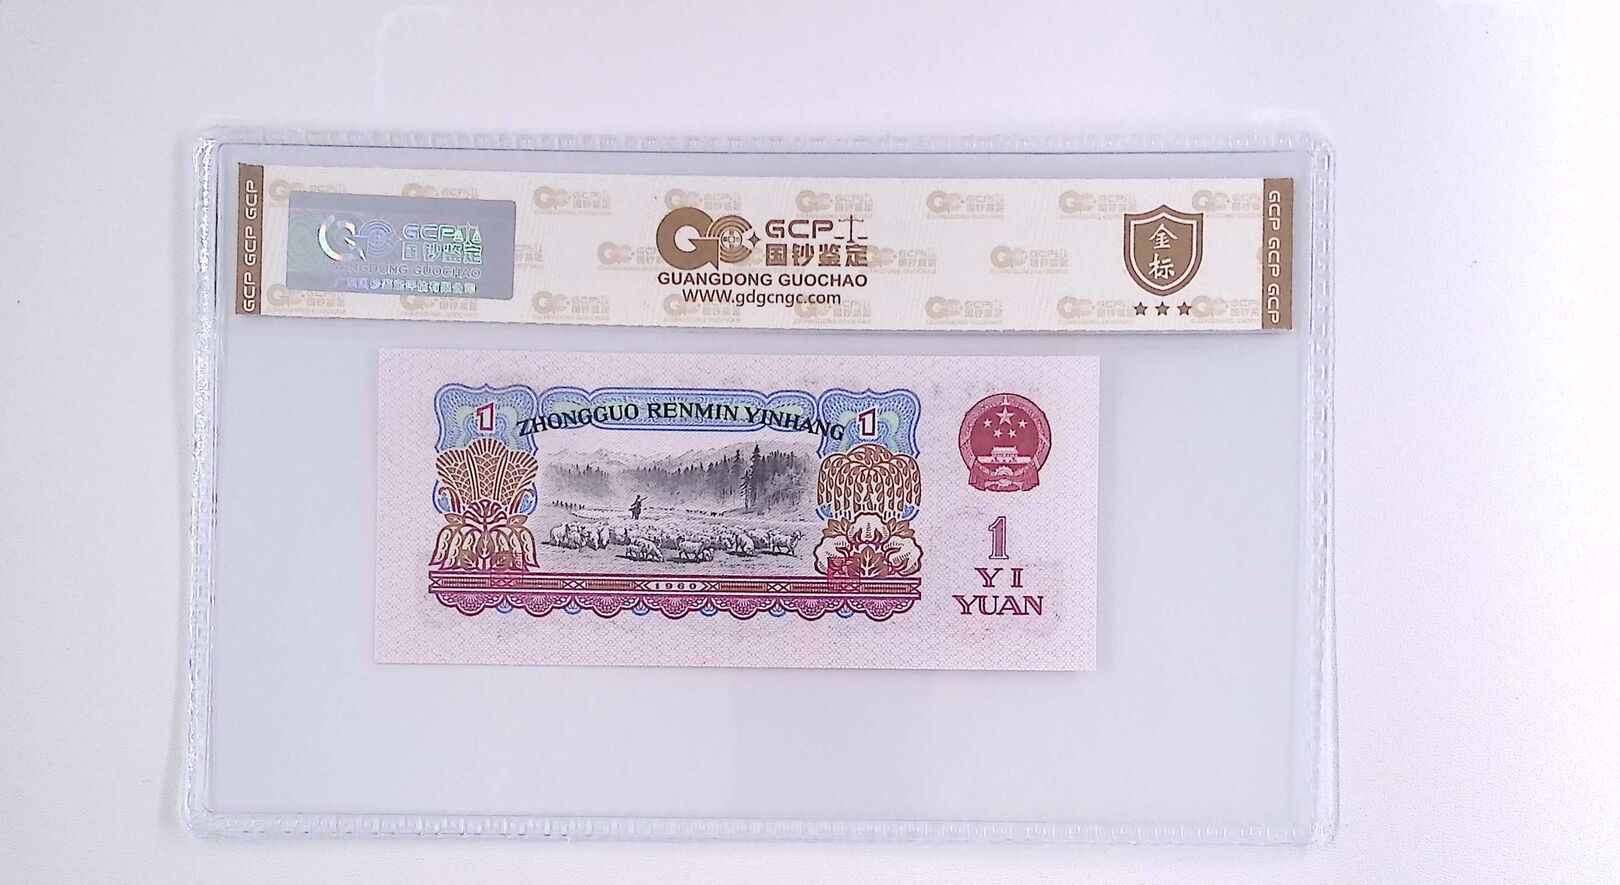 GCP GCP GCP
GCP
国钞鉴定
GUANGDONG GUOCHAO
GCP
国钞鉴定
GUANGDONG GUOCHAO
www.gdgcngc.com
金
标
GCP GCP GCP
1
ZHONGGUO RENMIN YINHANG
1
1960
1
YI
YUAN